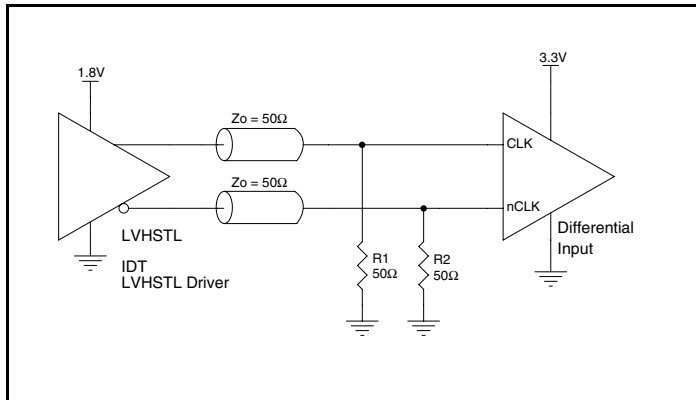 1.8V
3.3V
Zo = 50Ω
CLK
Zo = 50Ω
nCLK
LVHSTL
IDT
LVHSTL Driver
R1
50Ω
R2
50Ω
Differential
Input